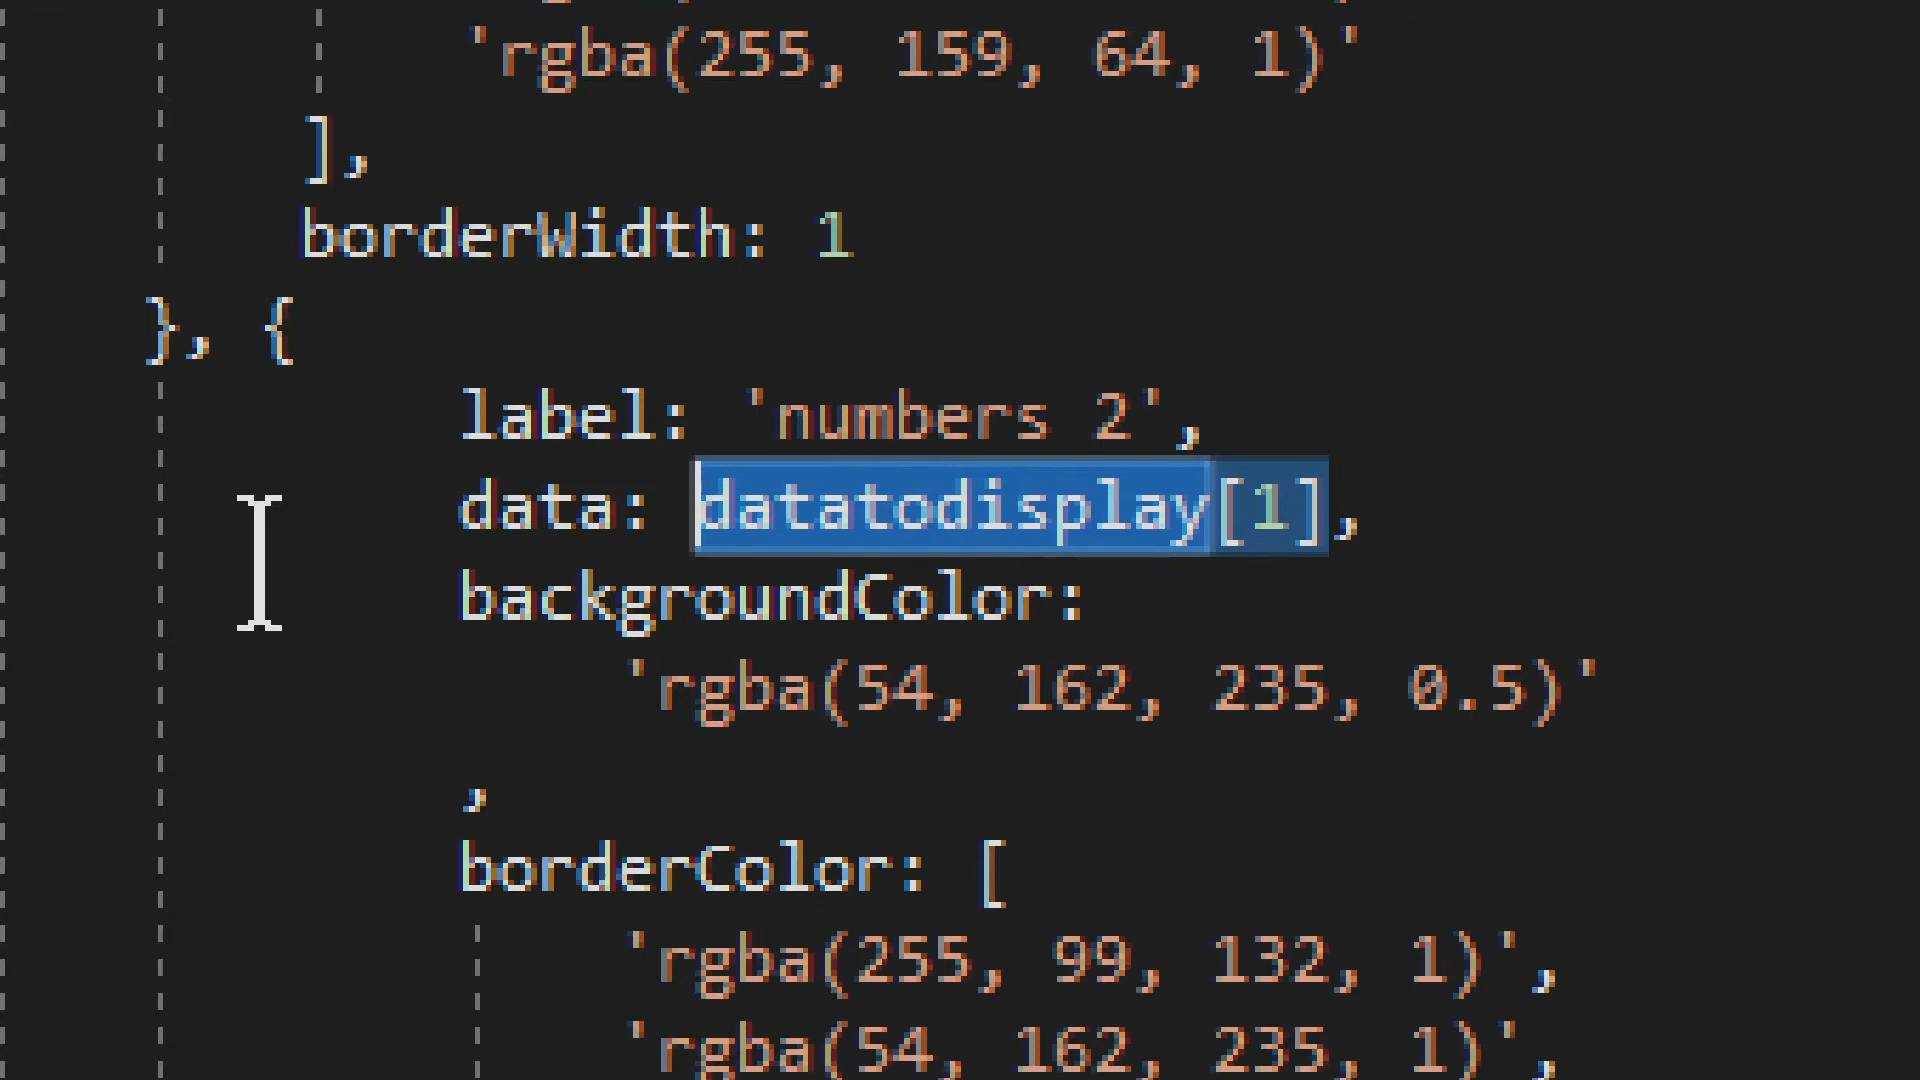 'rgba(255, 159, 64, 1)'
],
borderWidth: 1
}, {
label: 'numbers 2',
data: datatodisplay[1],
backgroundColor:
'rgba(54, 162, 235, 0.5)'
,
borderColor: [
'rgba(255, 99, 132, 1)',
'rgba(54, 162, 235, 1)',